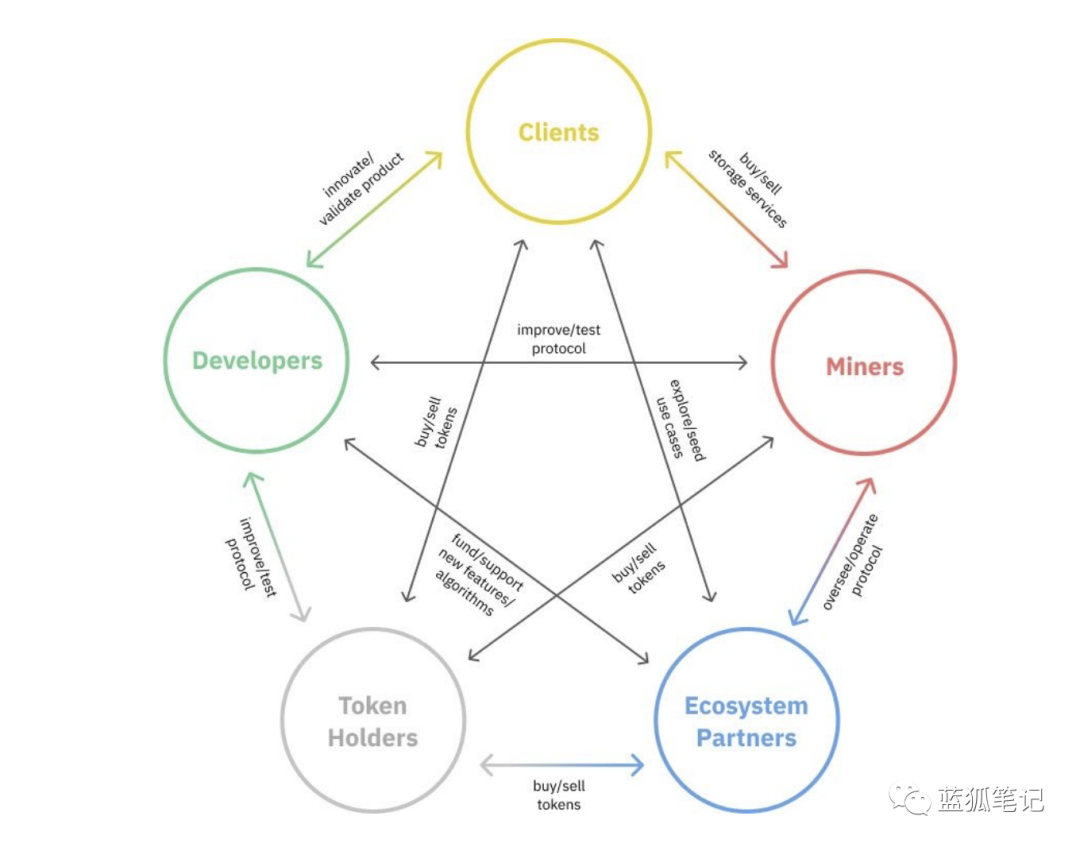 Clients
innovate/
validate product
buy/sell
storage services
improve/test
protocol
Developers
Miners
buy/sell
tokens
explore/seed
use cases
improve/test
protocol
fund/support
new features/
algorithms
buy/sell
tokens
oversee/operate
protocol
Token
Holders
Ecosystem
Partners
buy/sell
tokens
蓝狐笔记